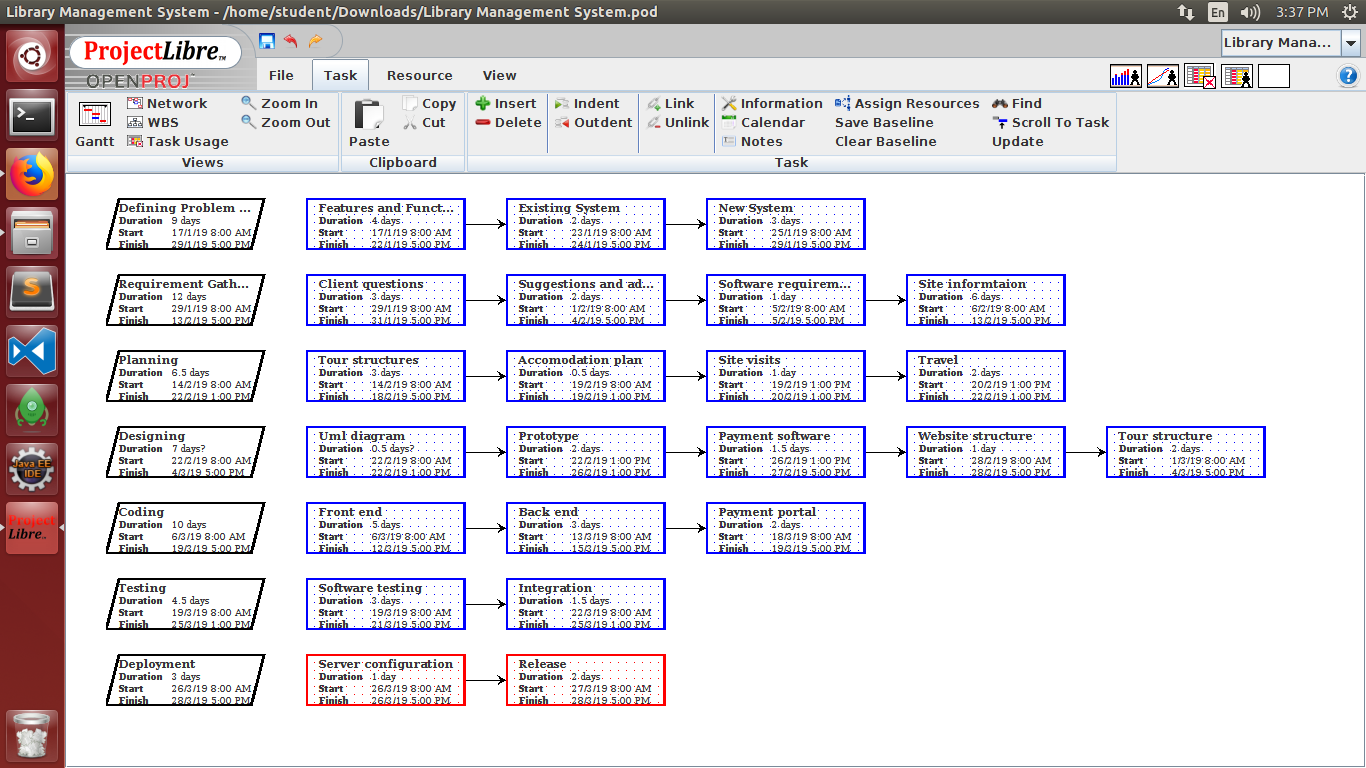 Library Management System - /home/student/Downloads/Library Management System.pod
En 3:37 PM
ProjectLibre™
OPENPROJ
Library Mana...
File Task Resource View
Network Zoom In Copy Insert Indent Link Information Assign Resources Find
WBS Zoom Out Cut Delete Outdent Unlink Calendar Save Baseline Scroll To Task
Gantt Task Usage Paste Notes Clear Baseline Update
Views Clipboard Task
Defining Problem ...
Duration 9 days
Start 17/1/19 8:00 AM
Finish 29/1/19 5:00 PM
Features and Funct...
Duration 4 days
Start 17/1/19 8:00 AM
Finish 22/1/19 5:00 PM
Existing System
Duration 2 days
Start 23/1/19 8:00 AM
Finish 24/1/19 5:00 PM
New System
Duration 3 days
Start 25/1/19 8:00 AM
Finish 29/1/19 5:00 PM
Requirement Gath...
Duration 12 days
Start 29/1/19 8:00 AM
Finish 13/2/19 5:00 PM
Client questions
Duration 3 days
Start 29/1/19 8:00 AM
Finish 31/1/19 5:00 PM
Suggestions and ad...
Duration 2 days
Start 1/2/19 8:00 AM
Finish 4/2/19 5:00 PM
Software requirem...
Duration 1 day
Start 5/2/19 8:00 AM
Finish 5/2/19 5:00 PM
Site informtaion
Duration 6 days
Start 6/2/19 8:00 AM
Finish 13/2/19 5:00 PM
Planning
Duration 6.5 days
Start 14/2/19 8:00 AM
Finish 22/2/19 1:00 PM
Tour structures
Duration 3 days
Start 14/2/19 8:00 AM
Finish 18/2/19 5:00 PM
Accomodation plan
Duration 0.5 days
Start 19/2/19 8:00 AM
Finish 19/2/19 1:00 PM
Site visits
Duration 1 day
Start 19/2/19 1:00 PM
Finish 20/2/19 1:00 PM
Travel
Duration 2 days
Start 20/2/19 1:00 PM
Finish 22/2/19 1:00 PM
Designing
Duration 7 days?
Start 22/2/19 8:00 AM
Finish 4/3/19 5:00 PM
Uml diagram
Duration 0.5 days?
Start 22/2/19 8:00 AM
Finish 22/2/19 1:00 PM
Prototype
Duration 2 days
Start 22/2/19 1:00 PM
Finish 26/2/19 1:00 PM
Payment software
Duration 1.5 days
Start 26/2/19 1:00 PM
Finish 27/2/19 5:00 PM
Website structure
Duration 1 day
Start 28/2/19 8:00 AM
Finish 28/2/19 5:00 PM
Tour structure
Duration 2 days
Start 1/3/19 8:00 AM
Finish 4/3/19 5:00 PM
Coding
Duration 10 days
Start 6/3/19 8:00 AM
Finish 19/3/19 5:00 PM
Front end
Duration 5 days
Start 6/3/19 8:00 AM
Finish 12/3/19 5:00 PM
Back end
Duration 3 days
Start 13/3/19 8:00 AM
Finish 15/3/19 5:00 PM
Payment portal
Duration 2 days
Start 18/3/19 8:00 AM
Finish 19/3/19 5:00 PM
Testing
Duration 4.5 days
Start 19/3/19 8:00 AM
Finish 25/3/19 1:00 PM
Software testing
Duration 3 days
Start 19/3/19 8:00 AM
Finish 21/3/19 5:00 PM
Integration
Duration 1.5 days
Start 22/3/19 8:00 AM
Finish 25/3/19 1:00 PM
Deployment
Duration 3 days
Start 26/3/19 8:00 AM
Finish 28/3/19 5:00 PM
Server configuration
Duration 1 day
Start 26/3/19 8:00 AM
Finish 26/3/19 5:00 PM
Release
Duration 2 days
Start 27/3/19 8:00 AM
Finish 28/3/19 5:00 PM
S
Java EE
IDE
Project
Libre